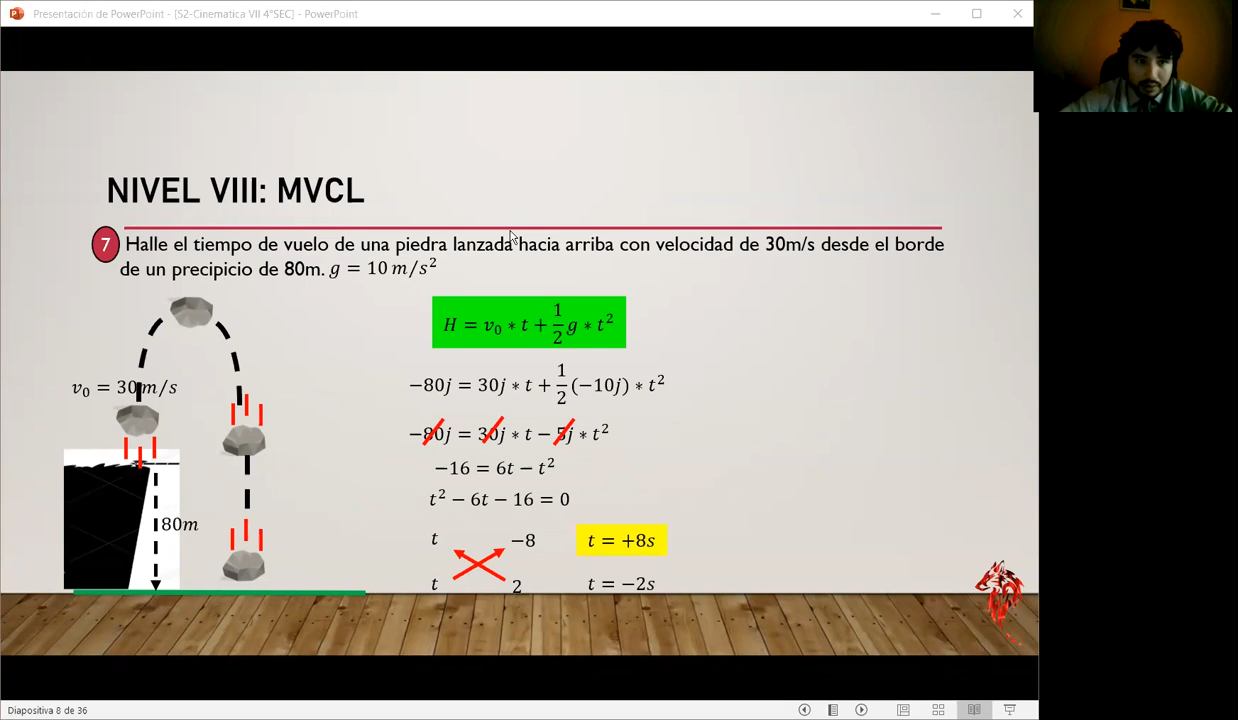 Presentación de PowerPoint - [S2-Cinematica VII 4°SEC] - PowerPoint
NIVEL VIII: MVCL
7 Halle el tiempo de vuelo de una piedra lanzada hacia arriba con velocidad de 30m/s desde el borde
de un precipicio de 80m. g = 10 m/s²
H = v₀ * t + 1/2 g * t²
v₀ = 30 m/s
-80j = 30j * t + 1/2 (-10j) * t²
-80j = 30j * t - 5j * t²
-16 = 6t - t²
t² - 6t - 16 = 0
80m
t -8 t = +8s
t 2 t = -2s
Diapositiva 8 de 36